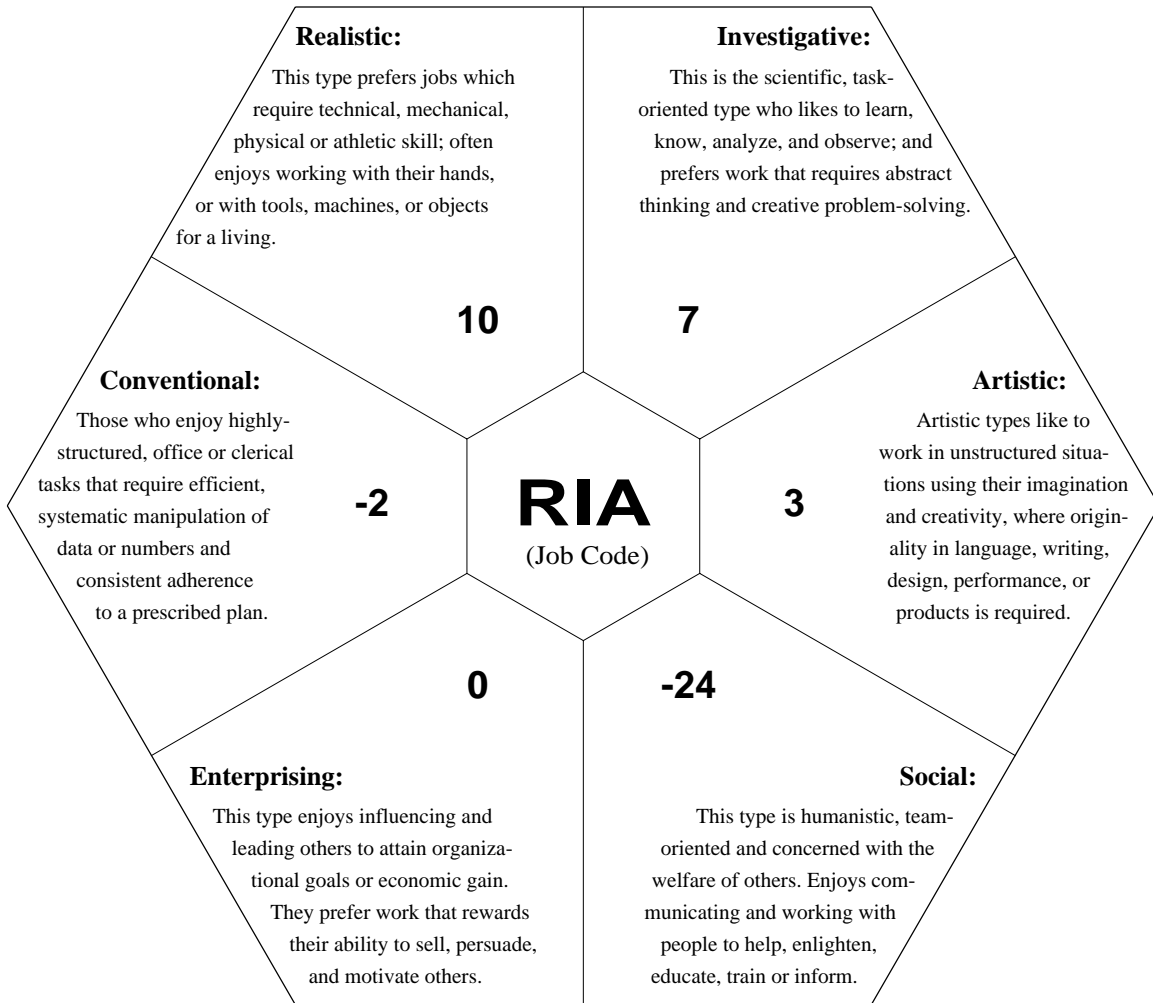 Realistic:
This type prefers jobs which
require technical, mechanical,
physical or athletic skill; often
enjoys working with their hands,
or with tools, machines, or objects
for a living.
10
Investigative:
This is the scientific, task-
oriented type who likes to learn,
know, analyze, and observe; and
prefers work that requires abstract
thinking and creative problem-solving.
7
Conventional:
Those who enjoy highly-
structured, office or clerical
tasks that require efficient,
systematic manipulation of
data or numbers and
consistent adherence
to a prescribed plan.
-2
RIA
(Job Code)
3
Artistic:
Artistic types like to
work in unstructured situa-
tions using their imagination
and creativity, where origin-
ality in language, writing,
design, performance, or
products is required.
0
Enterprising:
This type enjoys influencing and
leading others to attain organiza-
tional goals or economic gain.
They prefer work that rewards
their ability to sell, persuade,
and motivate others.
-24
Social:
This type is humanistic, team-
oriented and concerned with the
welfare of others. Enjoys com-
municating and working with
people to help, enlighten,
educate, train or inform.